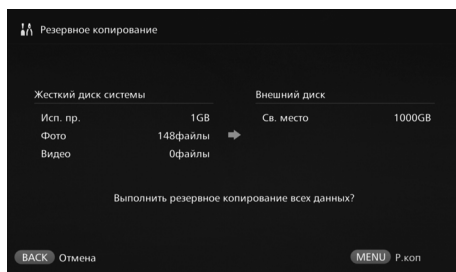 Резервное копирование
Жесткий диск системы
Исп. пр. 1GB
Фото 148файлы
Видео 0файлы
Внешний диск
Св. место 1000GB
Выполнить резервное копирование всех данных?
BACK Отмена
MENU Р.коп